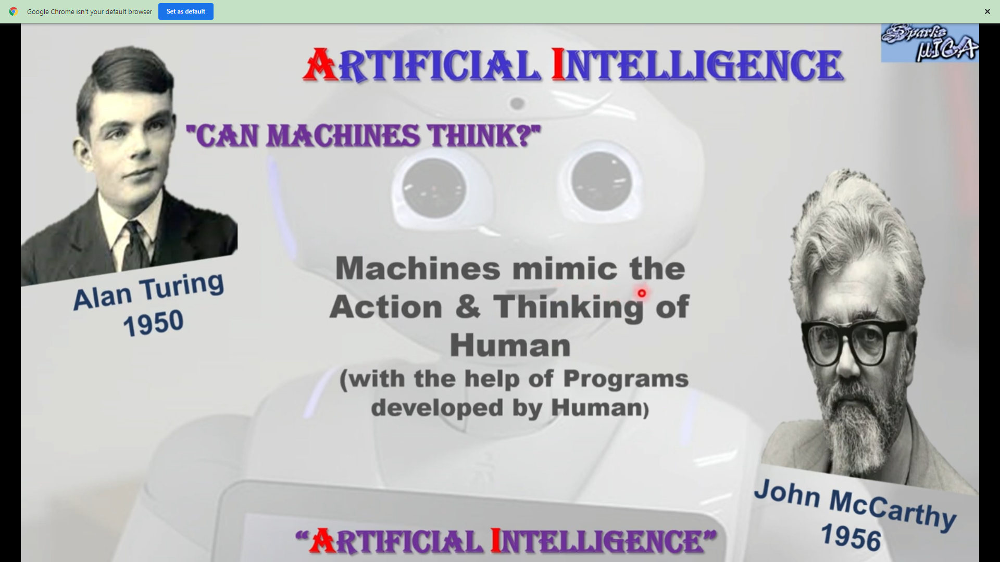 Google Chrome isn't your default browser
Set as default
Sparks
µICA
ARTIFICIAL INTELLIGENCE
"CAN MACHINES THINK?"
Alan Turing
1950
Machines mimic the
Action & Thinking of
Human
(with the help of Programs
developed by Human)
John McCarthy
1956
“ARTIFICIAL INTELLIGENCE”